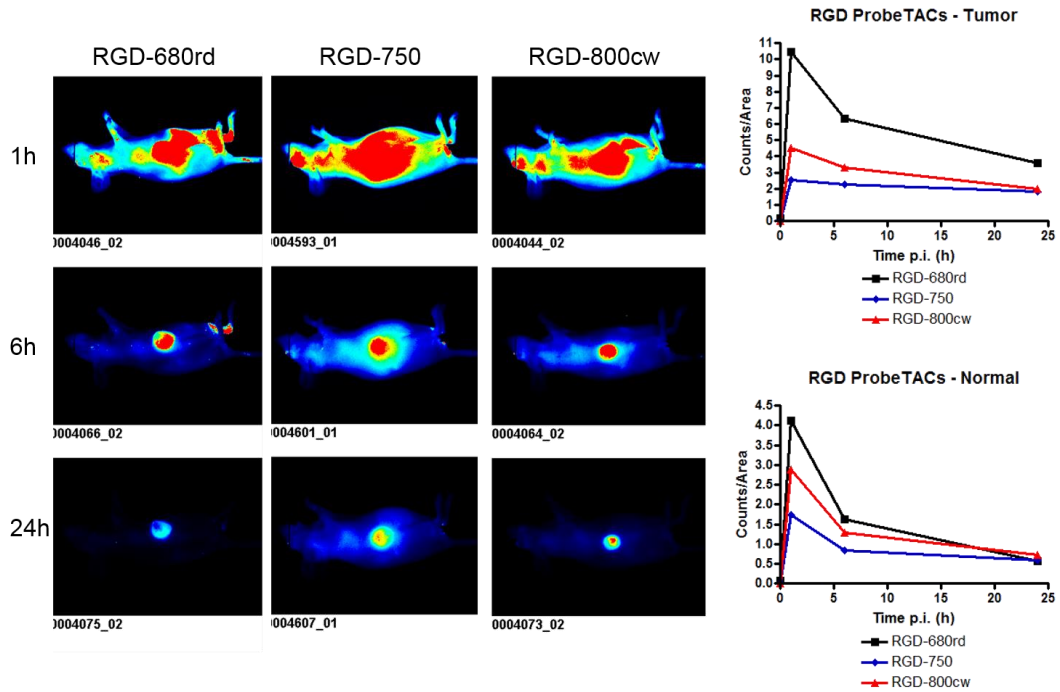 RGD-680rd RGD-750 RGD-800cw
1h
0004046_02 0004593_01 0004044_02
6h
0004066_02 0004601_01 0004064_02
24h
0004075_02 0004607_01 0004073_02
RGD ProbeTACs - Tumor
Counts/Area
11
10
9
8
7
6
5
4
3
2
1
0
0 5 10 15 20 25
Time p.i. (h)
RGD-680rd
RGD-750
RGD-800cw
RGD ProbeTACs - Normal
Counts/Area
4.5
4.0
3.5
3.0
2.5
2.0
1.5
1.0
0.5
0.0
0 5 10 15 20 25
Time p.i. (h)
RGD-680rd
RGD-750
RGD-800cw